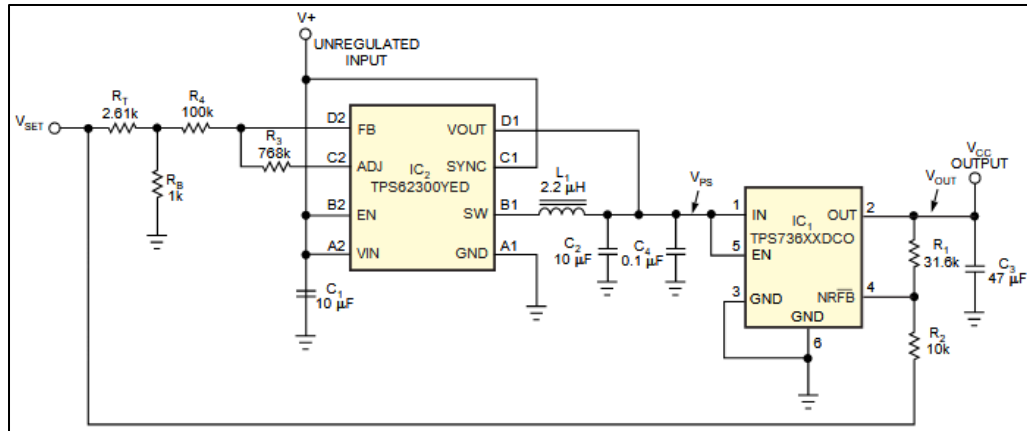 V+
UNREGULATED
INPUT
VSET
RT
2.61k
R4
100k
RB
1k
R3
768k
D2
C2
B2
A2
FB
ADJ
EN
VIN
IC2
TPS62300YED
VOUT
SYNC
SW
GND
D1
C1
B1
A1
C1
10 µF
L1
2.2 µH
C2
10 µF
C4
0.1 µF
VPS
1
5
3
IN
EN
GND
IC1
TPS736XXDCO
OUT
NRFB
GND
2
4
6
VOUT
VCC
OUTPUT
R1
31.6k
C3
47 µF
R2
10k